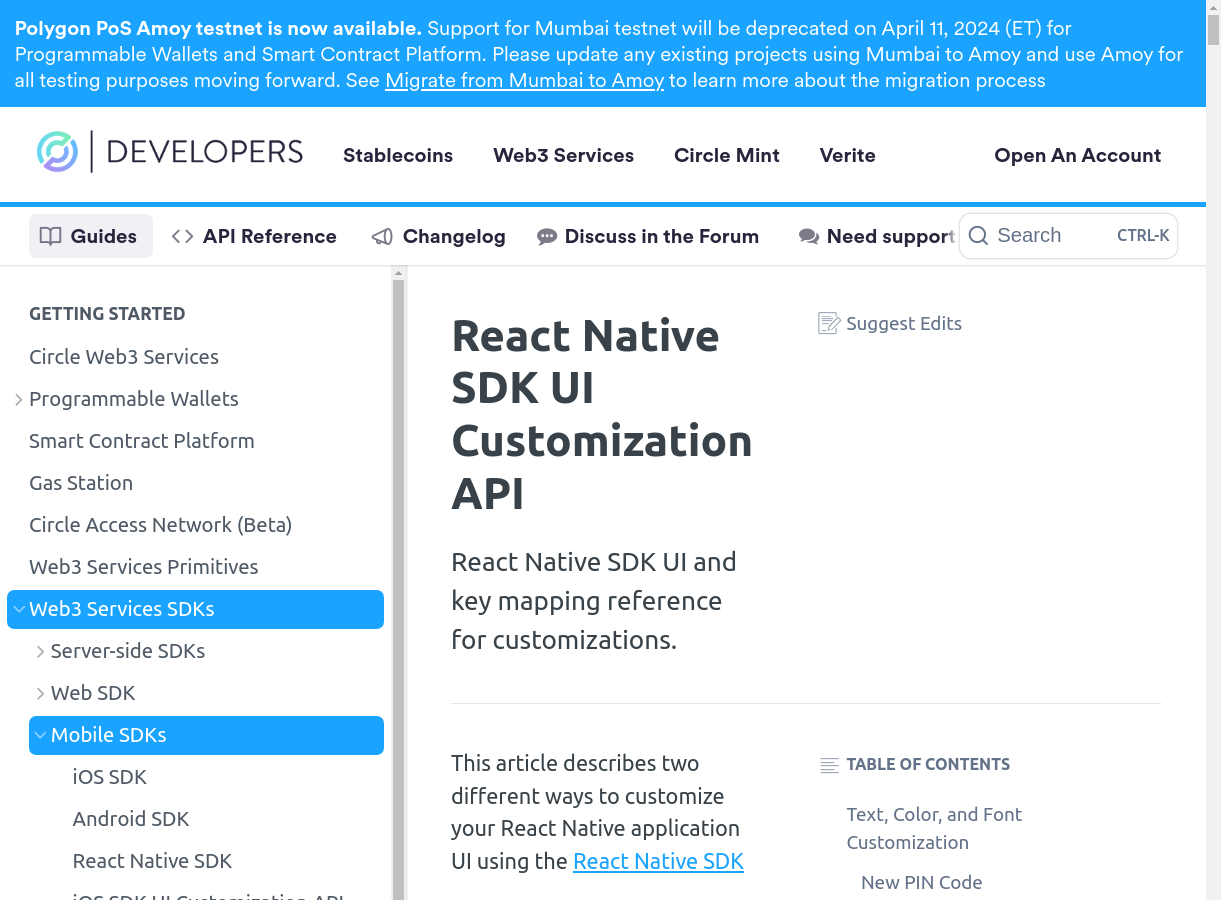 Polygon PoS Amoy testnet is now available. Support for Mumbai testnet will be deprecated on April 11, 2024 (ET) for
Programmable Wallets and Smart Contract Platform. Please update any existing projects using Mumbai to Amoy and use Amoy for
all testing purposes moving forward. See Migrate from Mumbai to Amoy to learn more about the migration process
DEVELOPERS
Stablecoins
Web3 Services
Circle Mint
Verite
Open An Account
Guides
API Reference
Changelog
Discuss in the Forum
Need support
Search
CTRL-K
GETTING STARTED
Circle Web3 Services
Programmable Wallets
Smart Contract Platform
Gas Station
Circle Access Network (Beta)
Web3 Services Primitives
Web3 Services SDKs
Server-side SDKs
Web SDK
Mobile SDKs
iOS SDK
Android SDK
React Native SDK
iOS SDK UI Customization API
React Native
SDK UI
Customization
API
Suggest Edits
React Native SDK UI and
key mapping reference
for customizations.
This article describes two
different ways to customize
your React Native application
UI using the React Native SDK
TABLE OF CONTENTS
Text, Color, and Font
Customization
New PIN Code